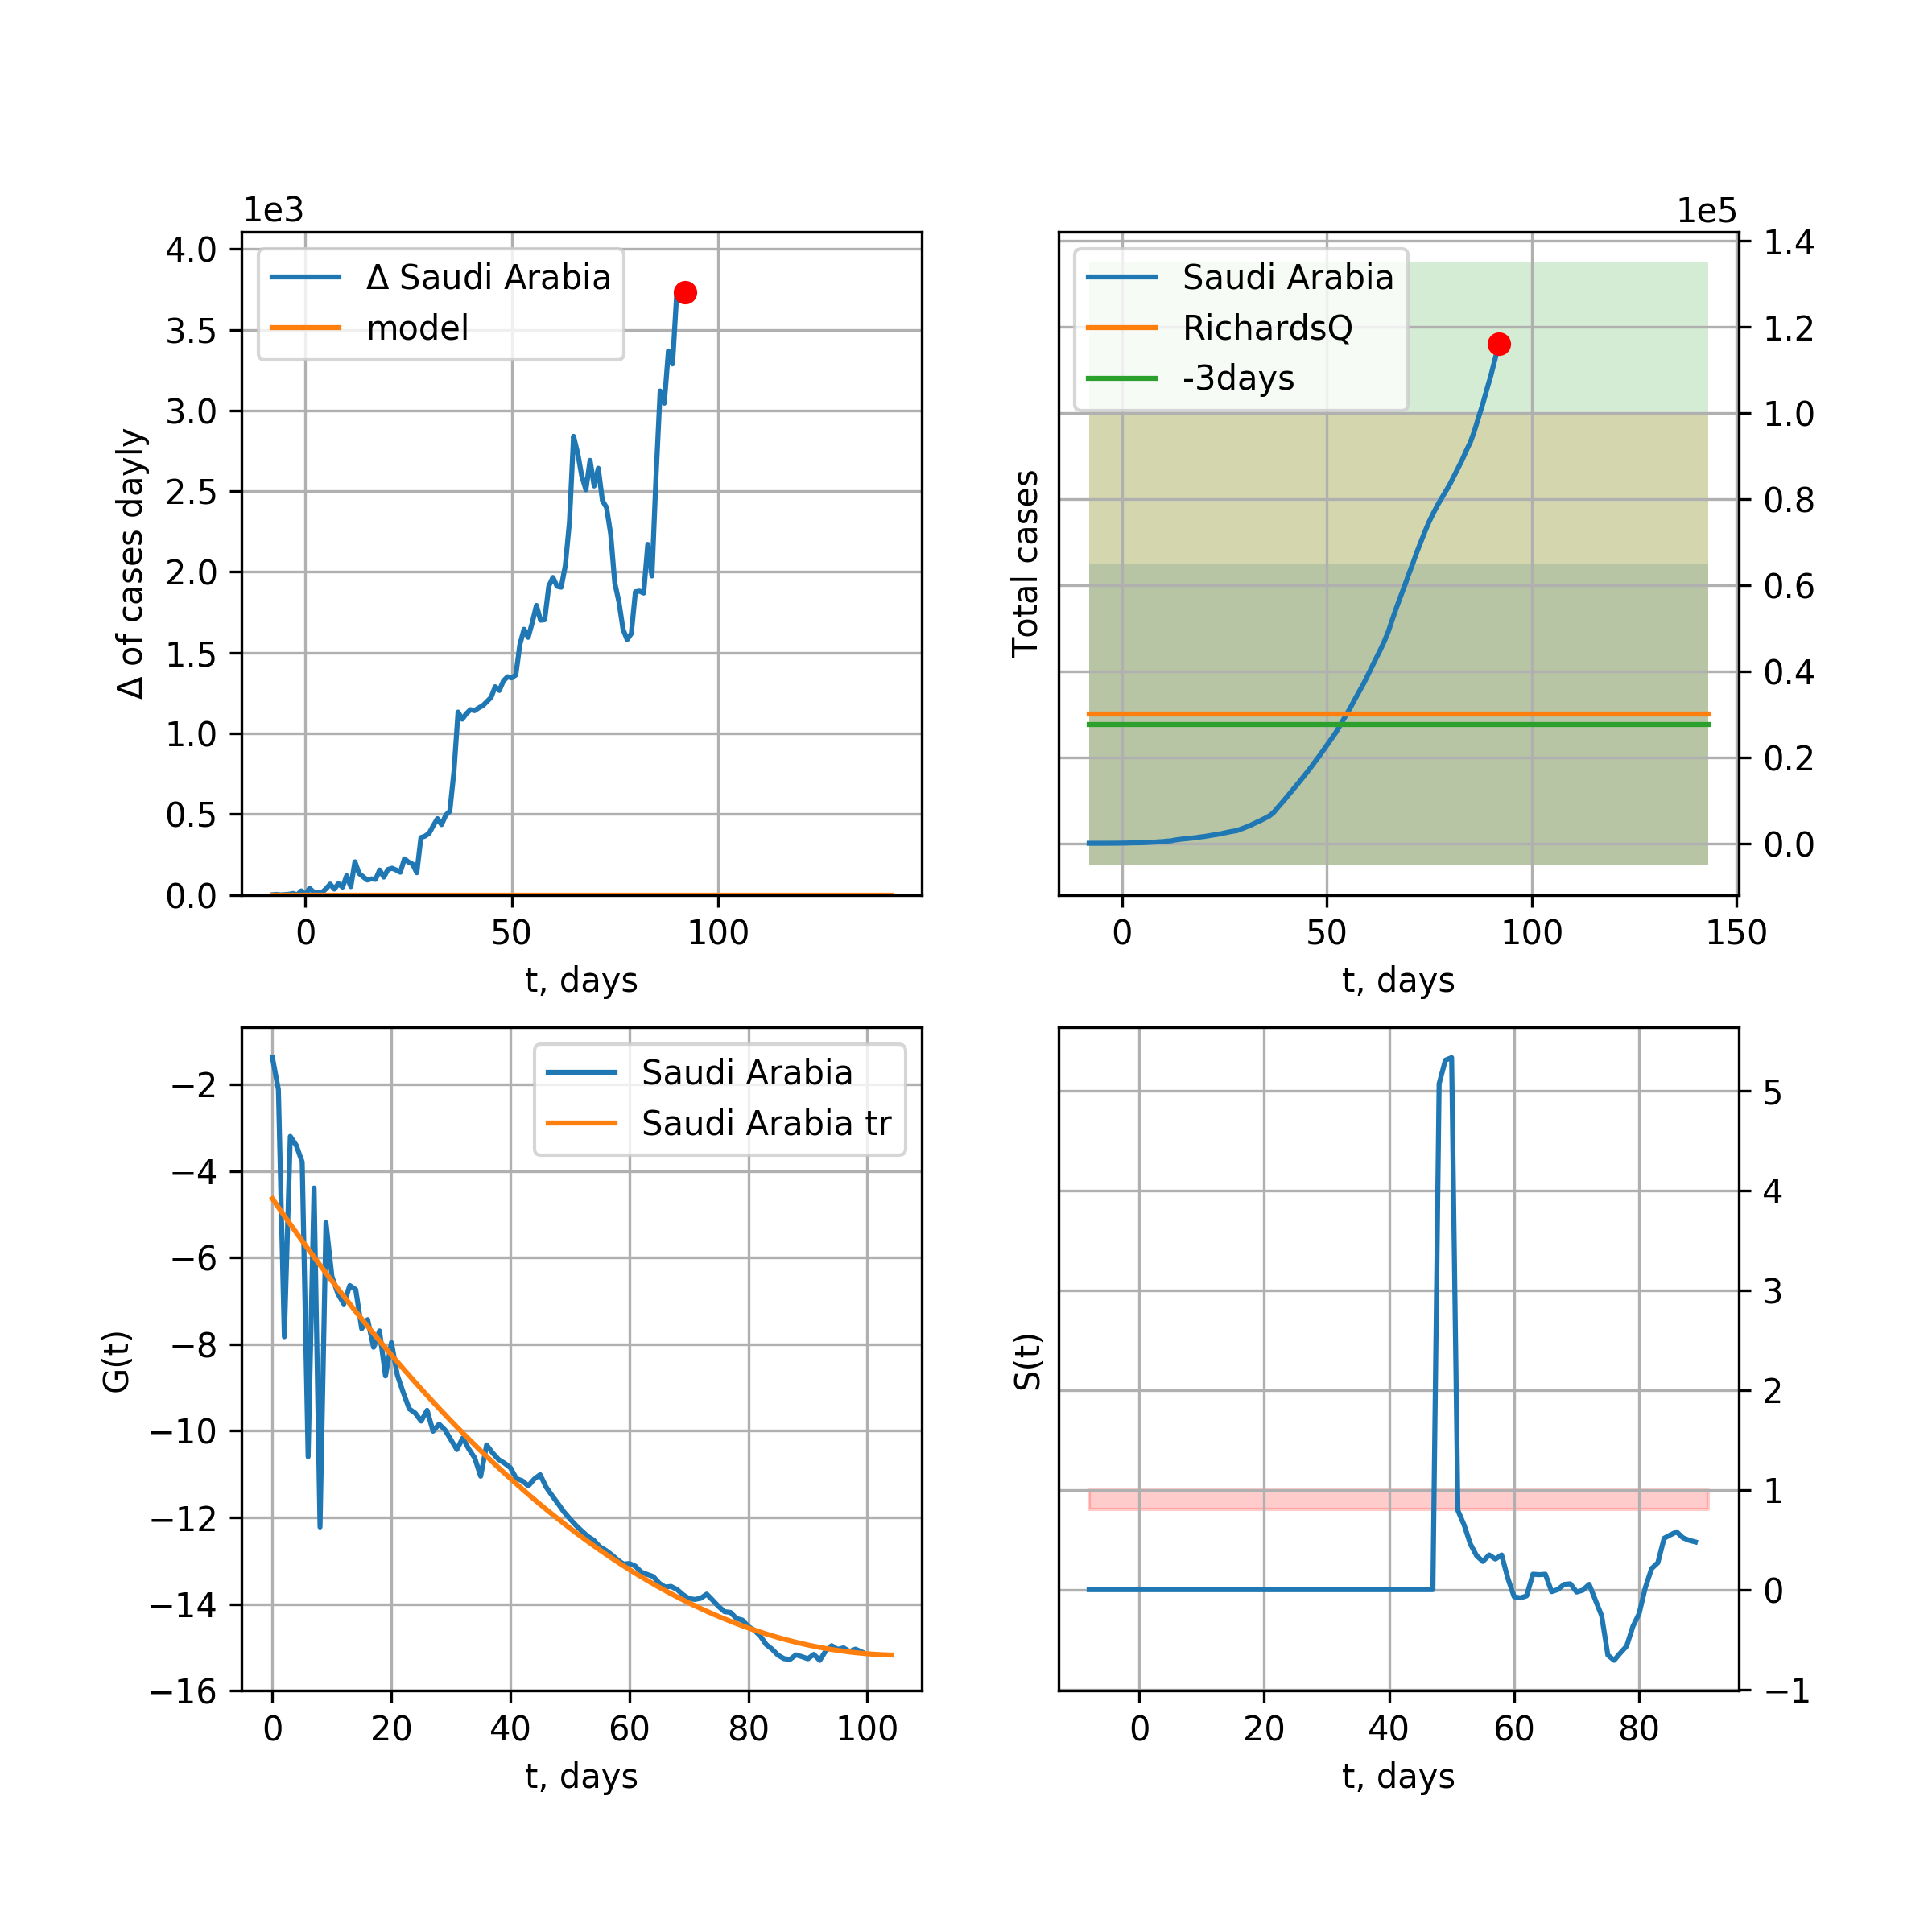 1e3
4.0
3.5
3.0
2.5
2.0
1.5
1.0
0.5
0.0
Δ of cases dayly
Δ Saudi Arabia
model
0 50 100
t, days
1e5
1.4
1.2
1.0
0.8
0.6
0.4
0.2
0.0
Total cases
Saudi Arabia
RichardsQ
-3days
0 50 100 150
t, days
−2
−4
−6
−8
−10
−12
−14
−16
G(t)
Saudi Arabia
Saudi Arabia tr
0 20 40 60 80 100
t, days
5
4
3
2
1
0
−1
S(t)
0 20 40 60 80
t, days